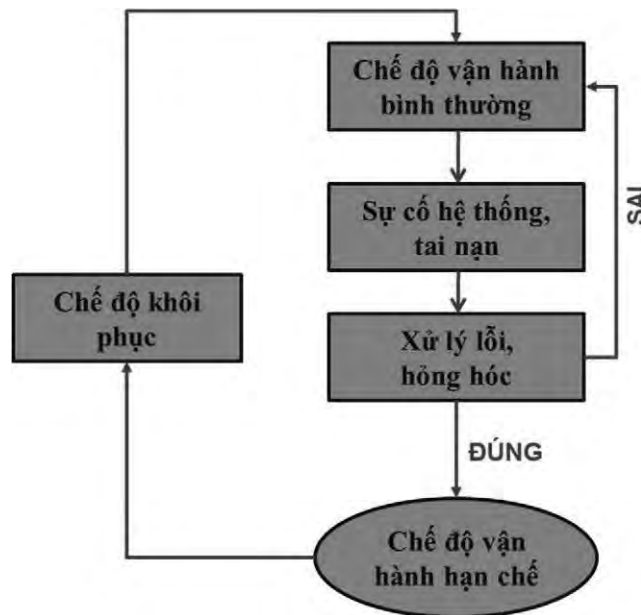 Chế độ vận hành
bình thường
Sự cố hệ thống,
tai nạn
SAI
Chế độ khôi
phục
Xử lý lỗi,
hỏng hóc
ĐÚNG
Chế độ vận
hành hạn chế